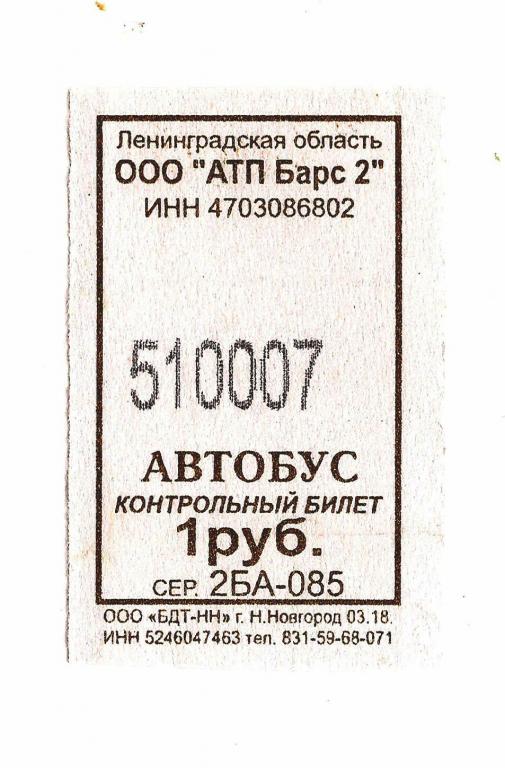 Ленинградская область
ООО "АТП Барс 2"
ИНН 4703086802
510007
АВТОБУС
КОНТРОЛЬНЫЙ БИЛЕТ
1руб.
СЕР. 2БА-085
ООО «БДТ-НН» г. Н.Новгород 03.18.
ИНН 5246047463 тел. 831-59-68-071